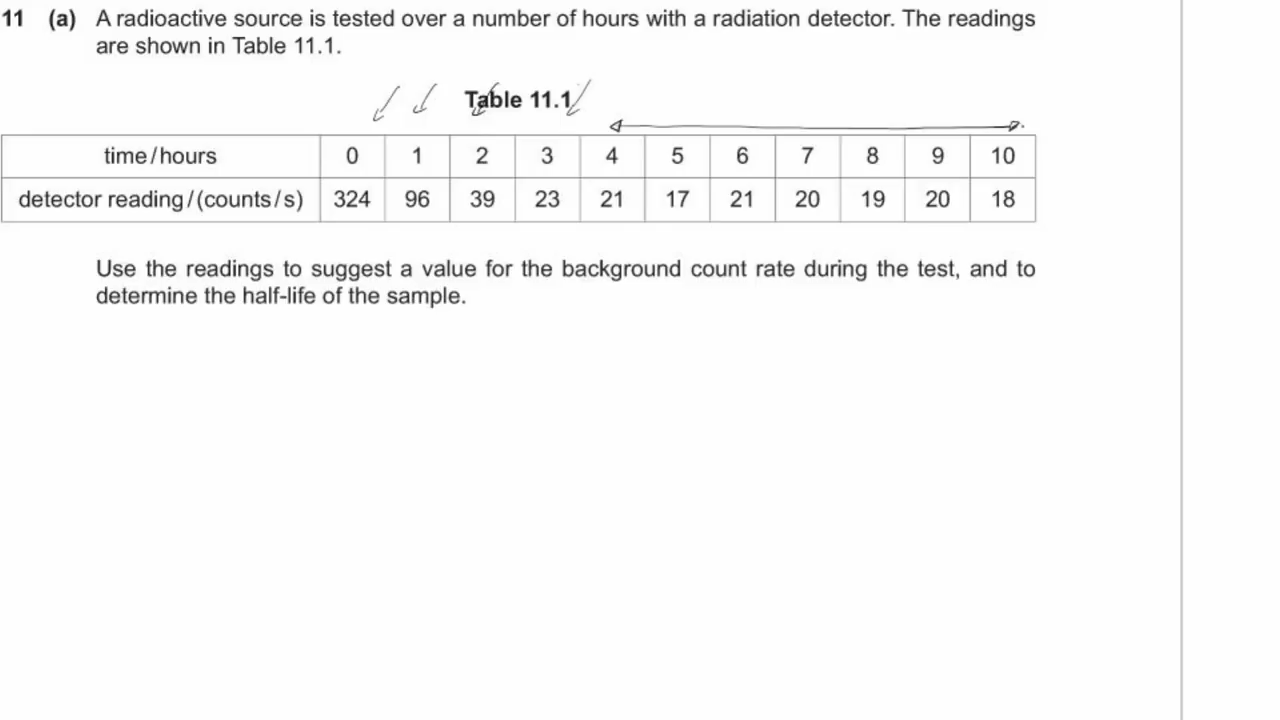 11 (a) A radioactive source is tested over a number of hours with a radiation detector. The readings
are shown in Table 11.1.
Table 11.1
time/hours 0 1 2 3 4 5 6 7 8 9 10
detector reading/(counts/s) 324 96 39 23 21 17 21 20 19 20 18
Use the readings to suggest a value for the background count rate during the test, and to
determine the half-life of the sample.